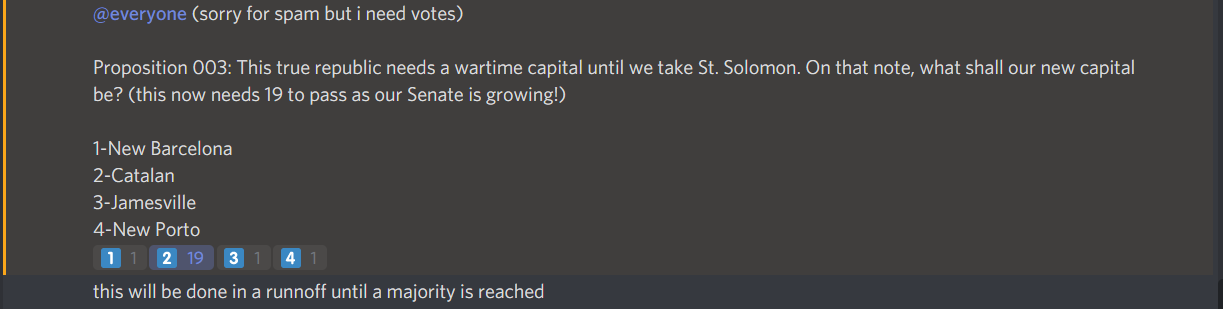 @everyone (sorry for spam but i need votes)
Proposition 003: This true republic needs a wartime capital until we take St. Solomon. On that note, what shall our new capital
be? (this now needs 19 to pass as our Senate is growing!)
1-New Barcelona
2-Catalan
3-Jamesville
4-New Porto
1 1 2 19 3 1 4 1
this will be done in a runnoff until a majority is reached